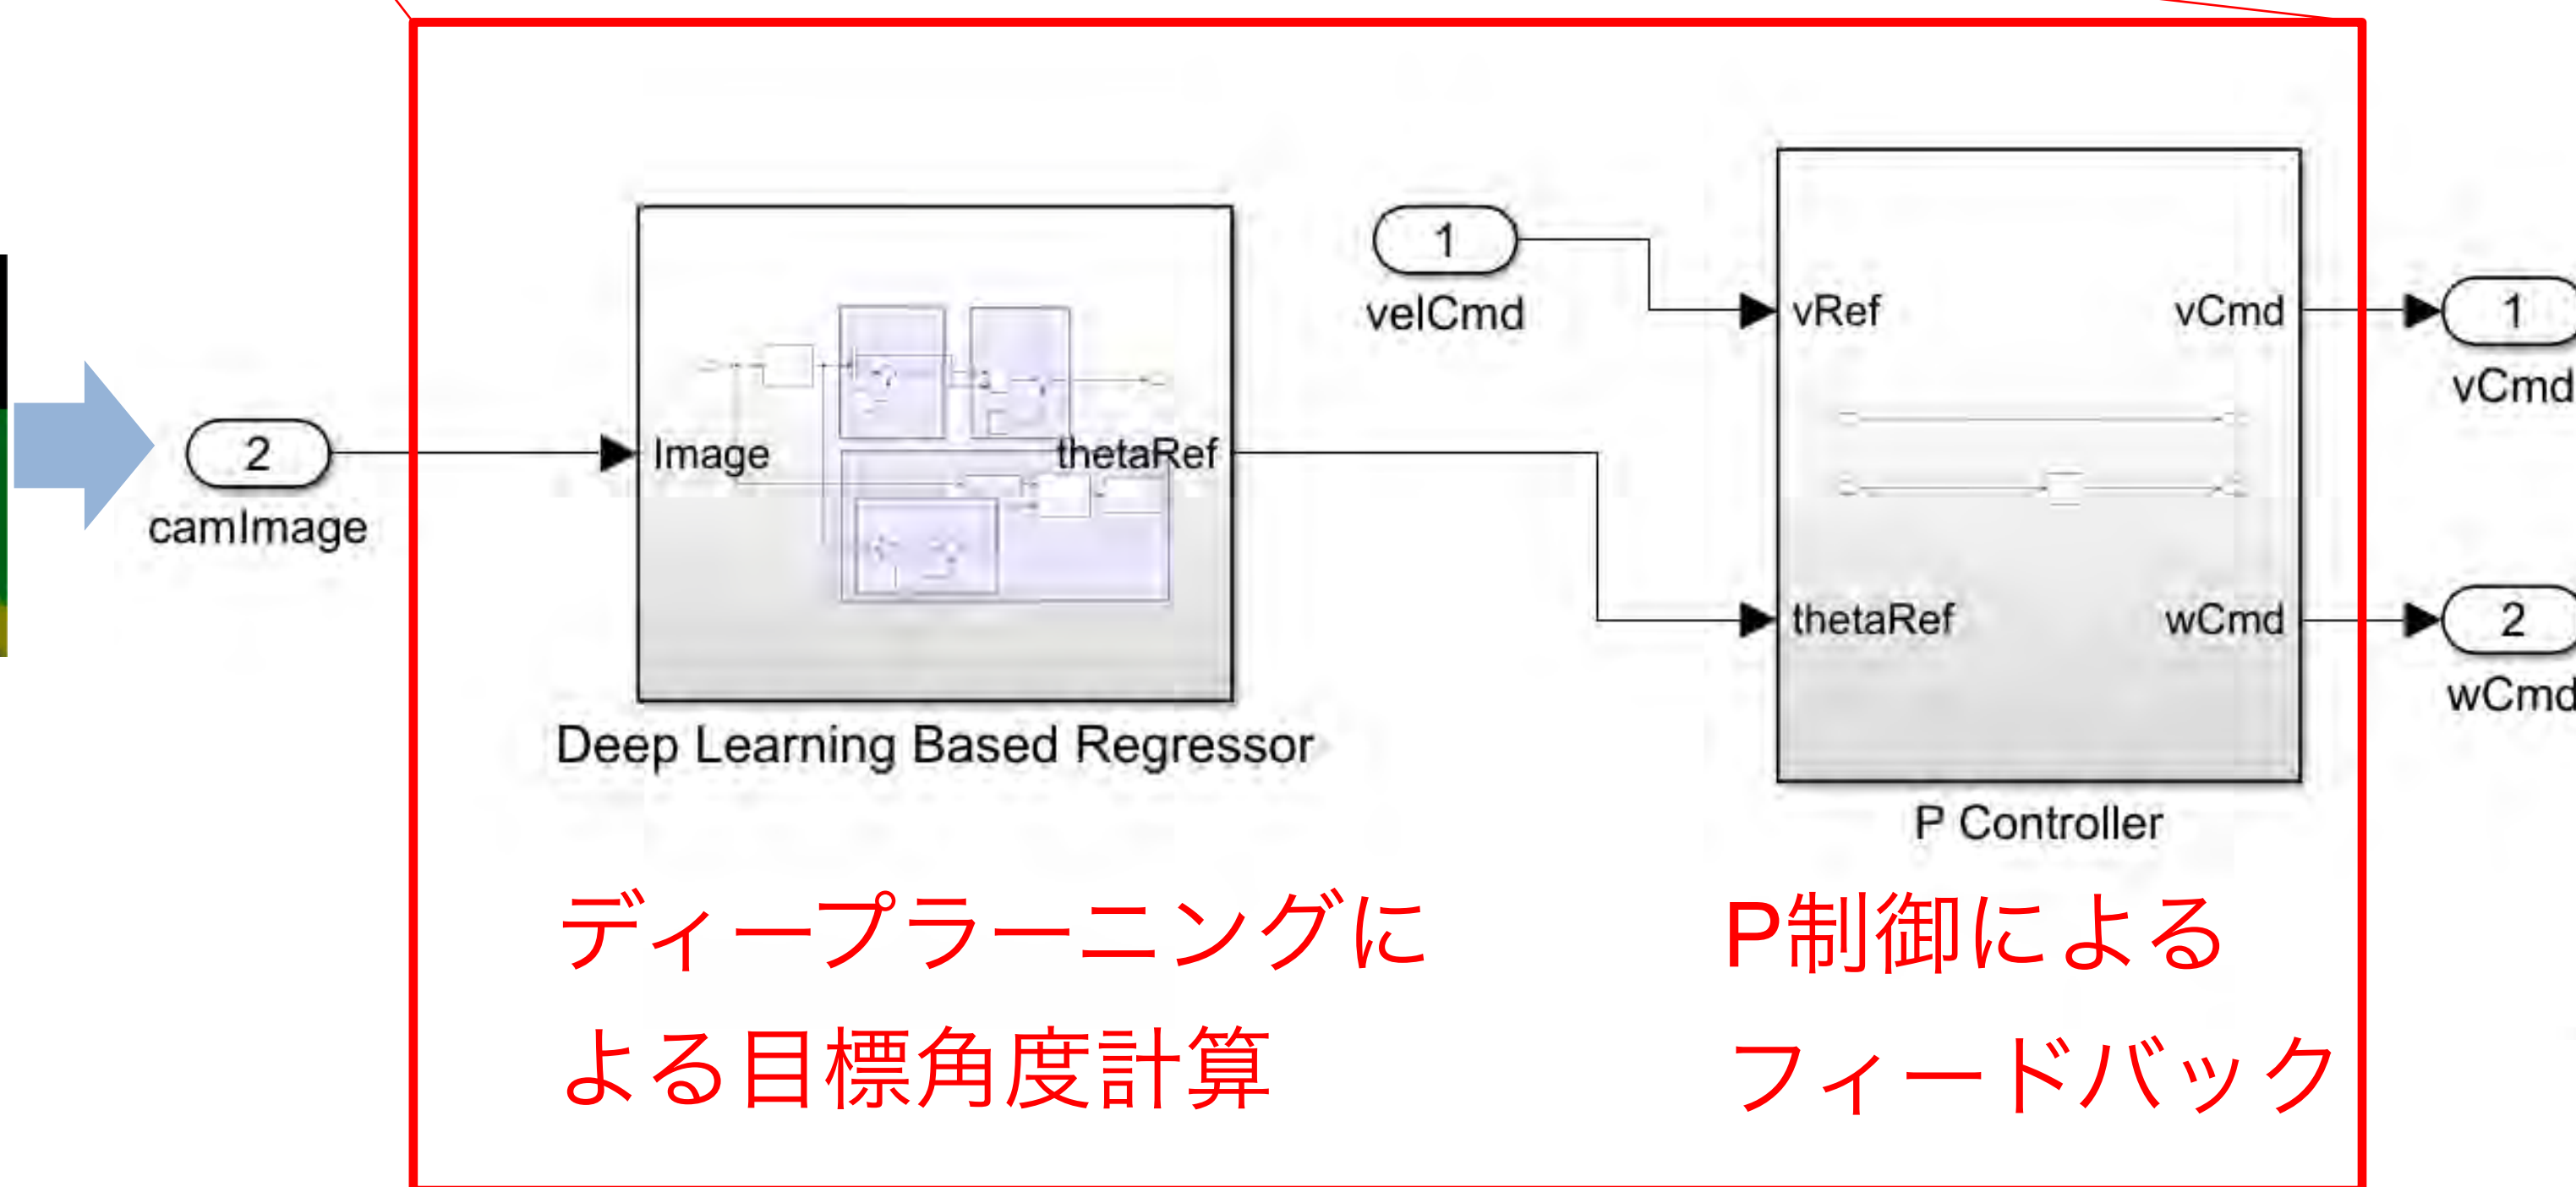 2
camImage
Image
thetaRef
Deep Learning Based Regressor
1
velCmd
vRef
thetaRef
vCmd
wCmd
P Controller
1
vCmd
2
wCmd
ディープラーニングに
よる目標角度計算
P制御による
フィードバック